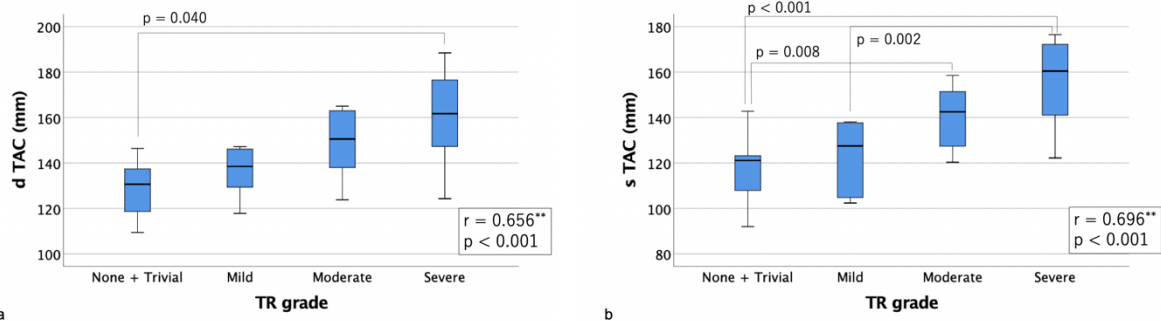 p = 0.040
200
180
160
140
120
100
d TAC (mm)
r = 0.656**
p < 0.001
None + Trivial Mild Moderate Severe
TR grade
a
p < 0.001
p = 0.002
p = 0.008
180
160
140
120
100
80
s TAC (mm)
r = 0.696**
p < 0.001
None + Trivial Mild Moderate Severe
TR grade
b